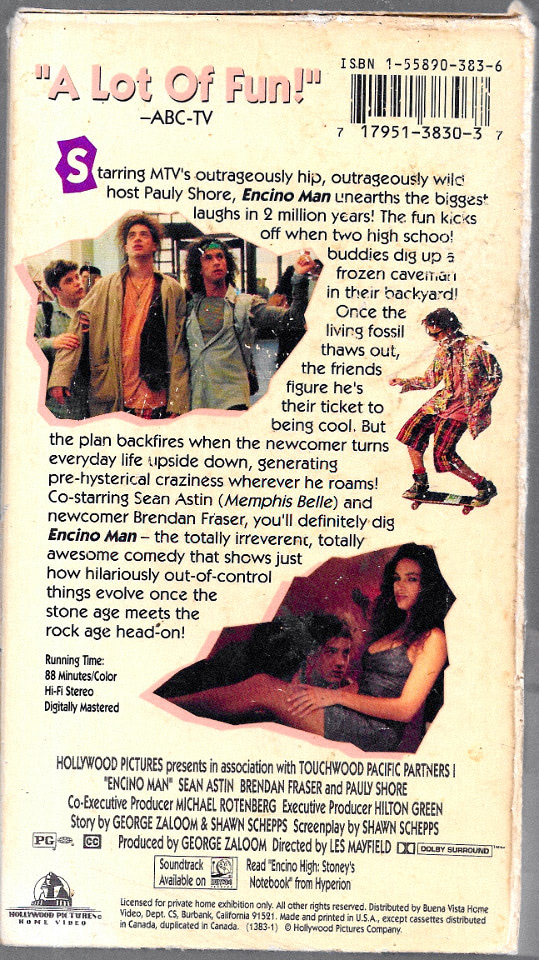 "A Lot Of Fun!"
–ABC-TV
ISBN 1-55890-383-6
7 17951-3830-3 7
Starring MTV's outrageously hip, outrageously wild
host Pauly Shore, Encino Man unearths the biggest
laughs in 2 million years! The fun kicks
off when two high school
buddies dig up a
frozen caveman
in their backyard!
Once the
living fossil
thaws out,
the friends
figure he's
their ticket to
being cool. But
the plan backfires when the newcomer turns
everyday life upside down, generating
pre-hysterical craziness wherever he roams!
Co-starring Sean Astin (Memphis Belle) and
newcomer Brendan Fraser, you'll definitely dig
Encino Man – the totally irreverent, totally
awesome comedy that shows just
how hilariously out-of-control
things evolve once the
stone age meets the
rock age head-on!
Running Time:
88 Minutes/Color
Hi-Fi Stereo
Digitally Mastered
HOLLYWOOD PICTURES presents in association with TOUCHWOOD PACIFIC PARTNERS I
"ENCINO MAN" SEAN ASTIN BRENDAN FRASER and PAULY SHORE
Co-Executive Producer MICHAEL ROTENBERG Executive Producer HILTON GREEN
Story by GEORGE ZALOOM & SHAWN SCHEPPS Screenplay by SHAWN SCHEPPS
PG CC Produced by GEORGE ZALOOM Directed by LES MAYFIELD DOLBY SURROUND
Soundtrack Available on
Read "Encino High: Stoney's
Notebook" from Hyperion
HOLLYWOOD PICTURES
HOME VIDEO
Licensed for private home exhibition only. All other rights reserved. Distributed by Buena Vista Home
Video, Dept. CS, Burbank, California 91521. Made and printed in U.S.A., except cassettes distributed
in Canada, duplicated in Canada. (1383-1) © Hollywood Pictures Company.